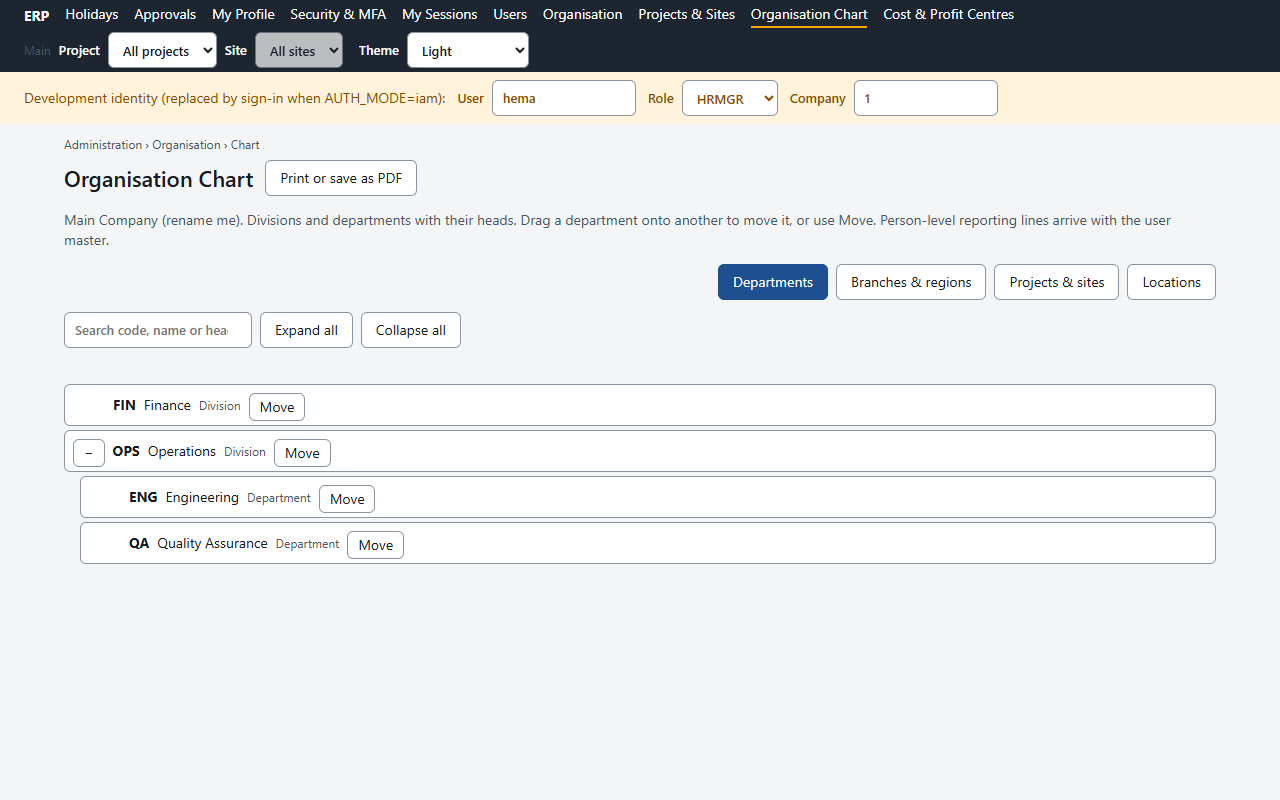 ERP Holidays Approvals My Profile Security & MFA My Sessions Users Organisation Projects & Sites Organisation Chart Cost & Profit Centres
Main Project All projects Site All sites Theme Light
Development identity (replaced by sign-in when AUTH_MODE=iam): User hema Role HRMGR Company 1
Administration › Organisation › Chart
Organisation Chart Print or save as PDF
Main Company (rename me). Divisions and departments with their heads. Drag a department onto another to move it, or use Move. Person-level reporting lines arrive with the user
master.
Departments Branches & regions Projects & sites Locations
Search code, name or hea Expand all Collapse all
FIN Finance Division Move
– OPS Operations Division Move
ENG Engineering Department Move
QA Quality Assurance Department Move